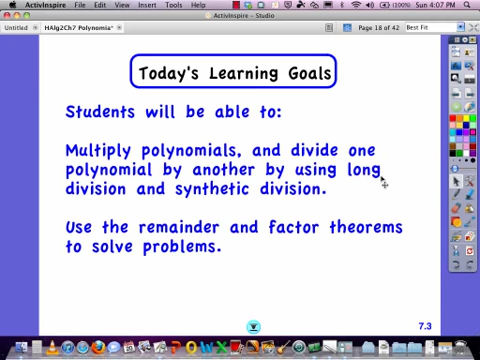 ActivInspire File Edit View Insert Tools Help (100%) Sun 4:07 PM
ActivInspire – Studio
Untitled HAlg2Ch7 Polynomia*
Page 18 of 42 Best Fit
Today's Learning Goals
Students will be able to:
Multiply polynomials, and divide one
polynomial by another by using long
division and synthetic division.
Use the remainder and factor theorems
to solve problems.
7.3